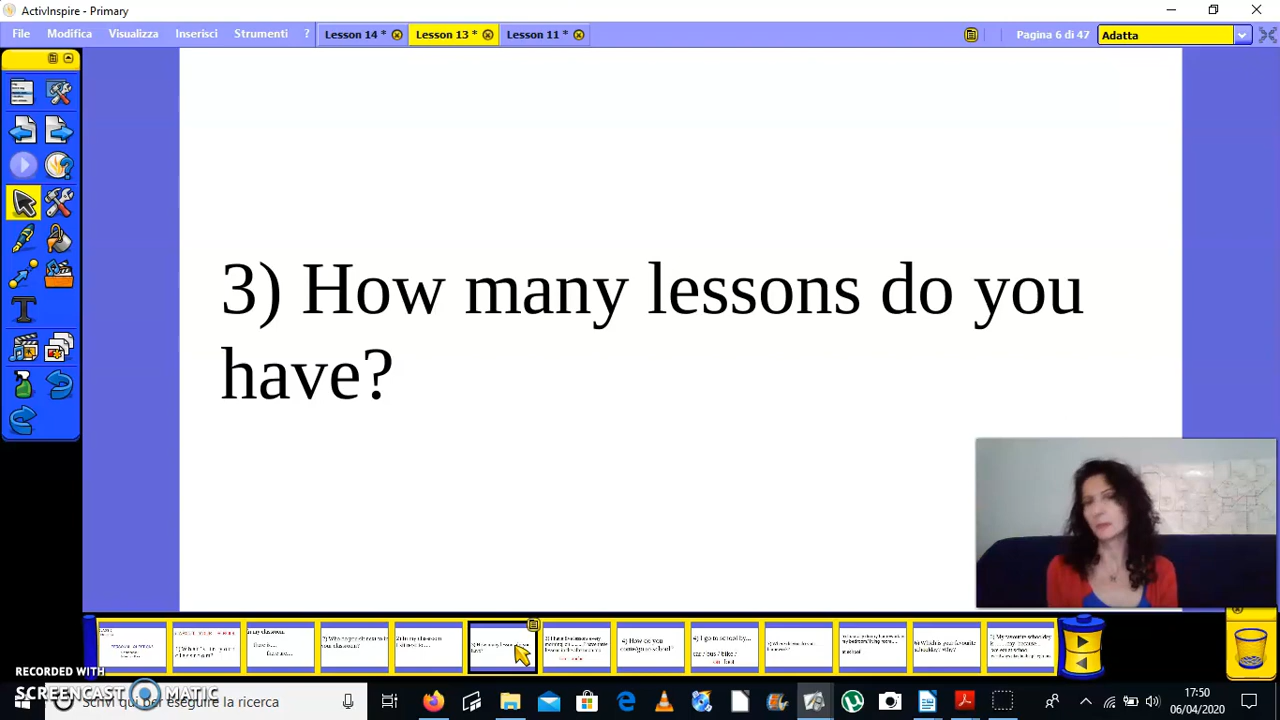 ActivInspire - Primary
File Modifica Visualizza Inserisci Strumenti ? Lesson 14 * Lesson 13 * Lesson 11 * Pagina 6 di 47 Adatta
3) How many lessons do you
have?
RECORDED WITH
SCREENCAST MATIC
Scrivi qui per eseguire la ricerca
17:50
06/04/2020